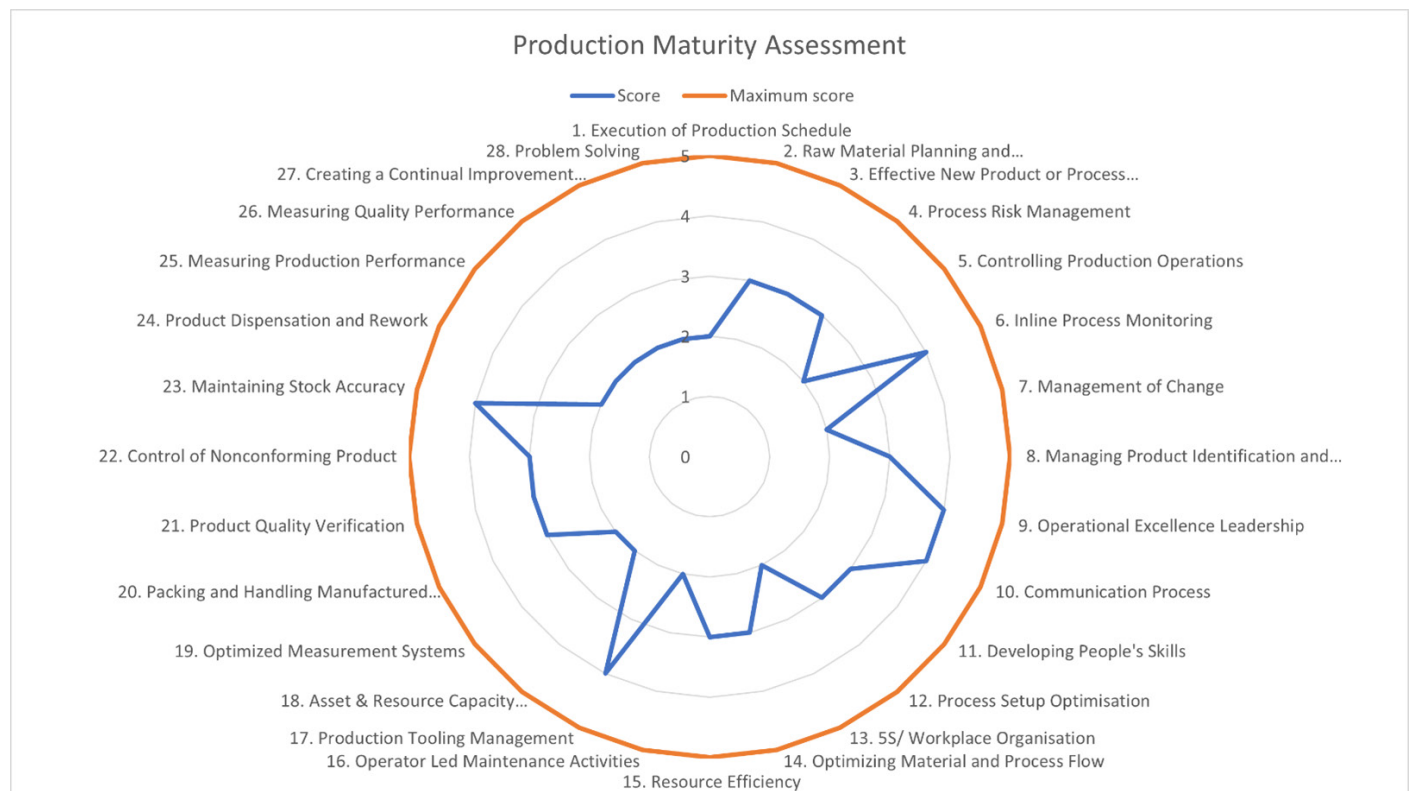 Production Maturity Assessment
Score
Maximum score
1. Execution of Production Schedule
2. Raw Material Planning and...
3. Effective New Product or Process...
4. Process Risk Management
5. Controlling Production Operations
6. Inline Process Monitoring
7. Management of Change
8. Managing Product Identification and...
9. Operational Excellence Leadership
10. Communication Process
11. Developing People's Skills
12. Process Setup Optimisation
13. 5S/ Workplace Organisation
14. Optimizing Material and Process Flow
15. Resource Efficiency
16. Operator Led Maintenance Activities
17. Production Tooling Management
18. Asset & Resource Capacity...
19. Optimized Measurement Systems
20. Packing and Handling Manufactured...
21. Product Quality Verification
22. Control of Nonconforming Product
23. Maintaining Stock Accuracy
24. Product Dispensation and Rework
25. Measuring Production Performance
26. Measuring Quality Performance
27. Creating a Continual Improvement...
28. Problem Solving
5
4
3
2
1
0